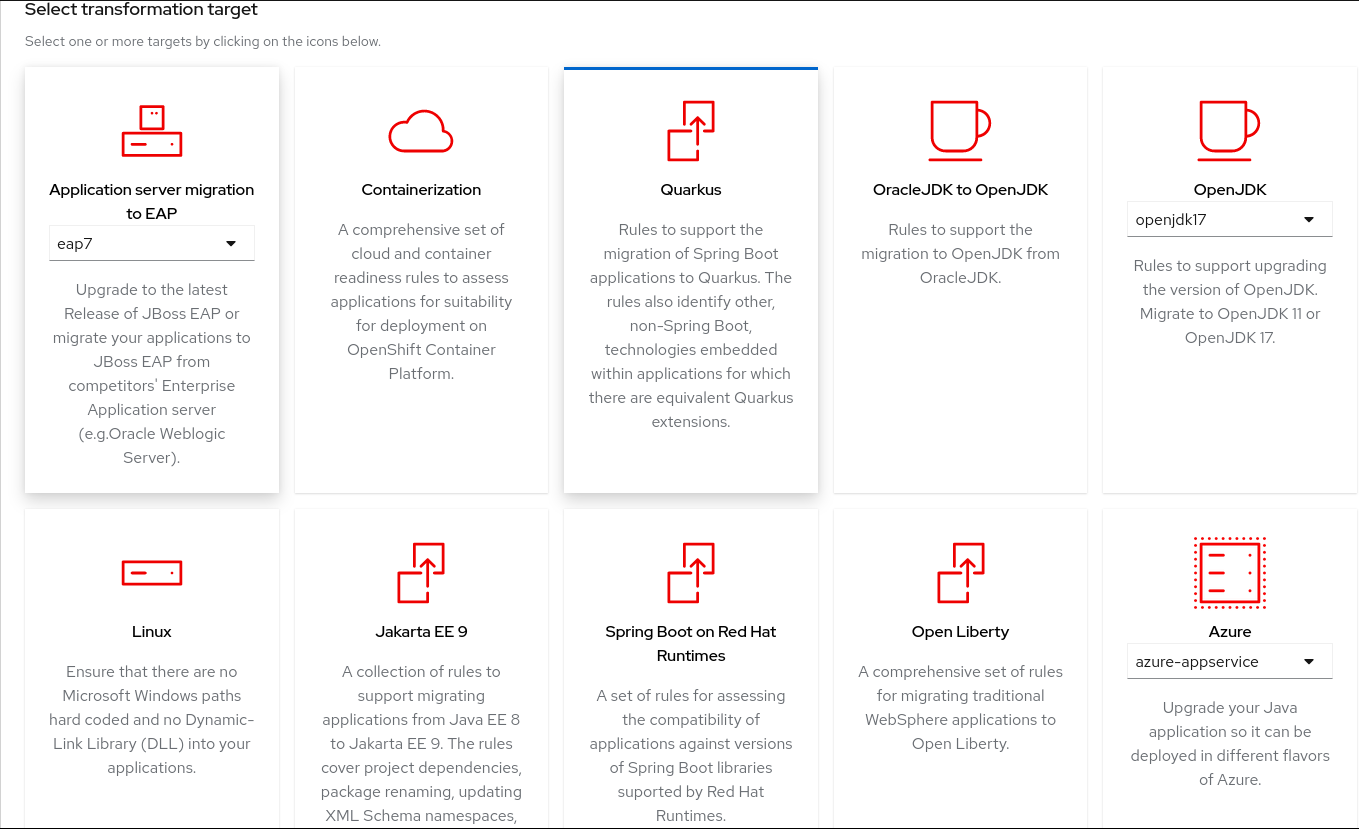 Select transformation target
Select one or more targets by clicking on the icons below.
Application server migration
to EAP
eap7
Upgrade to the latest
Release of JBoss EAP or
migrate your applications to
JBoss EAP from
competitors' Enterprise
Application server
(e.g.Oracle Weblogic
Server).
Containerization
A comprehensive set of
cloud and container
readiness rules to assess
applications for suitability
for deployment on
OpenShift Container
Platform.
Quarkus
Rules to support the
migration of Spring Boot
applications to Quarkus. The
rules also identify other,
non-Spring Boot,
technologies embedded
within applications for which
there are equivalent Quarkus
extensions.
OracleJDK to OpenJDK
Rules to support the
migration to OpenJDK from
OracleJDK.
OpenJDK
openjdk17
Rules to support upgrading
the version of OpenJDK.
Migrate to OpenJDK 11 or
OpenJDK 17.
Linux
Ensure that there are no
Microsoft Windows paths
hard coded and no Dynamic-
Link Library (DLL) into your
applications.
Jakarta EE 9
A collection of rules to
support migrating
applications from Java EE 8
to Jakarta EE 9. The rules
cover project dependencies,
package renaming, updating
XML Schema namespaces,
Spring Boot on Red Hat
Runtimes
A set of rules for assessing
the compatibility of
applications against versions
of Spring Boot libraries
suported by Red Hat
Runtimes.
Open Liberty
A comprehensive set of rules
for migrating traditional
WebSphere applications to
Open Liberty.
Azure
azure-appservice
Upgrade your Java
application so it can be
deployed in different flavors
of Azure.